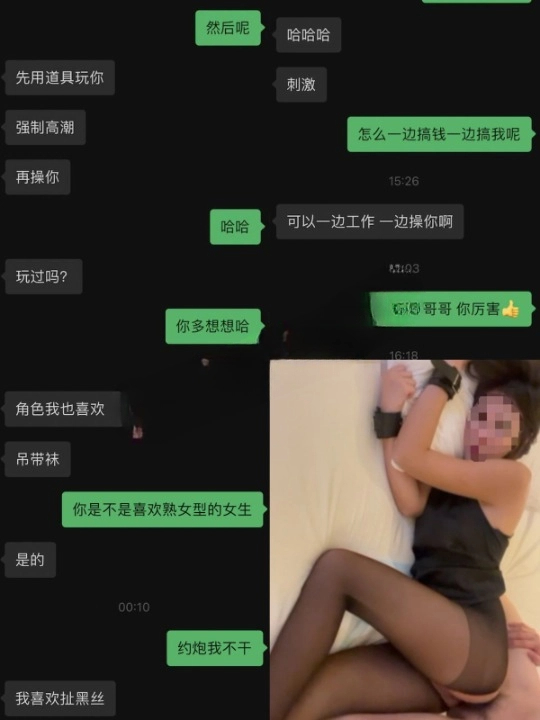 然后呢
先用道具玩你
强制高潮
再操你
哈哈
玩过吗?
你多想想哈
角色我也喜欢
吊带袜
你是不是喜欢熟女型的女生
是的
00:10
约炮我不干
我喜欢扯黑丝
哈哈哈
刺激
怎么一边搞钱一边搞我呢
15:26
可以一边工作 一边操你啊
哥哥 你厉害👍
16:18